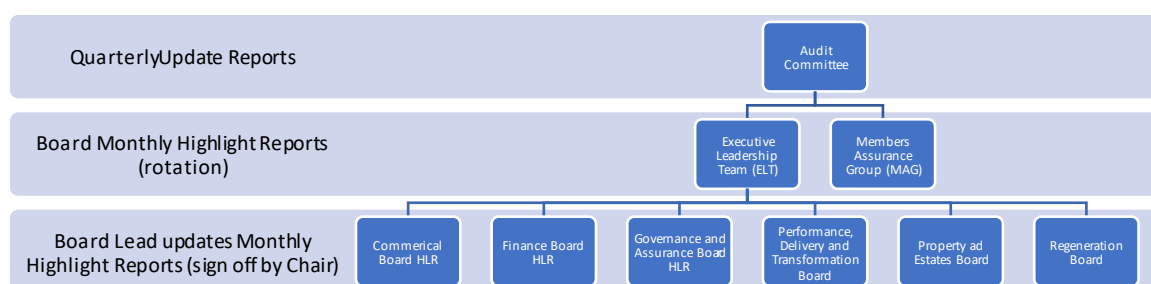 QuarterlyUpdate Reports
Audit
Committee
Board Monthly Highlight Reports
(rotation)
Executive
Leadership
Team (ELT)
Members
Assurance
Group (MAG)
Board Lead updates Monthly
Highlight Reports (sign off by Chair)
Commerical
Board HLR
Finance Board
HLR
Governance and
Assurance Board
HLR
Performance,
Delivery and
Transformation
Board
Property ad
Estates Board
Regeneration
Board